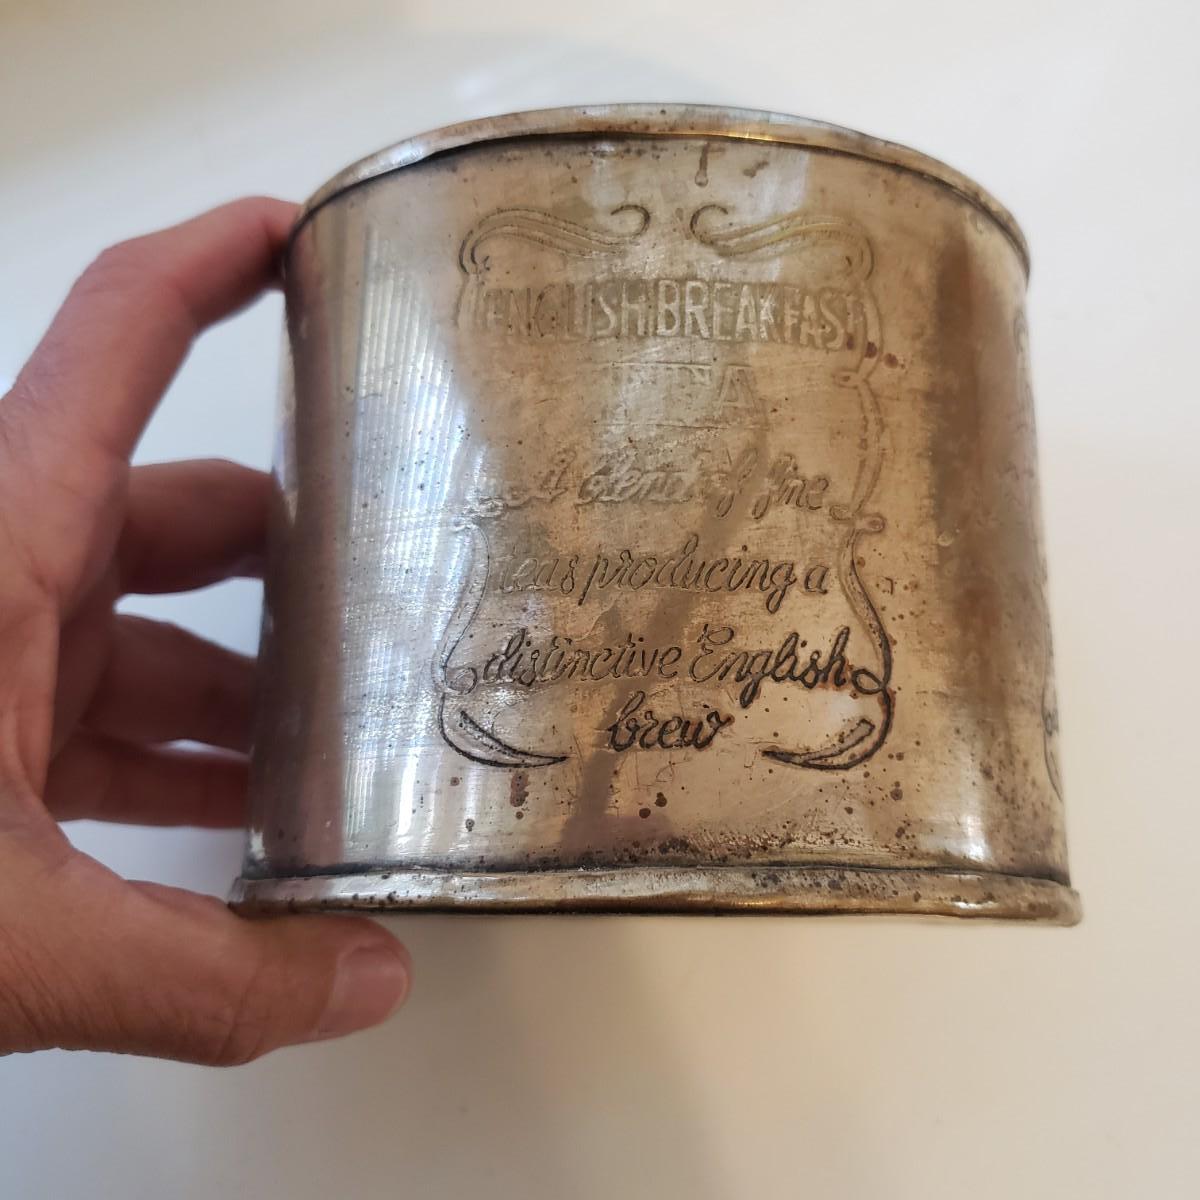 ENGLISH BREAKFAST
TEA
A blend of fine
teas producing a
distinctive English
brew